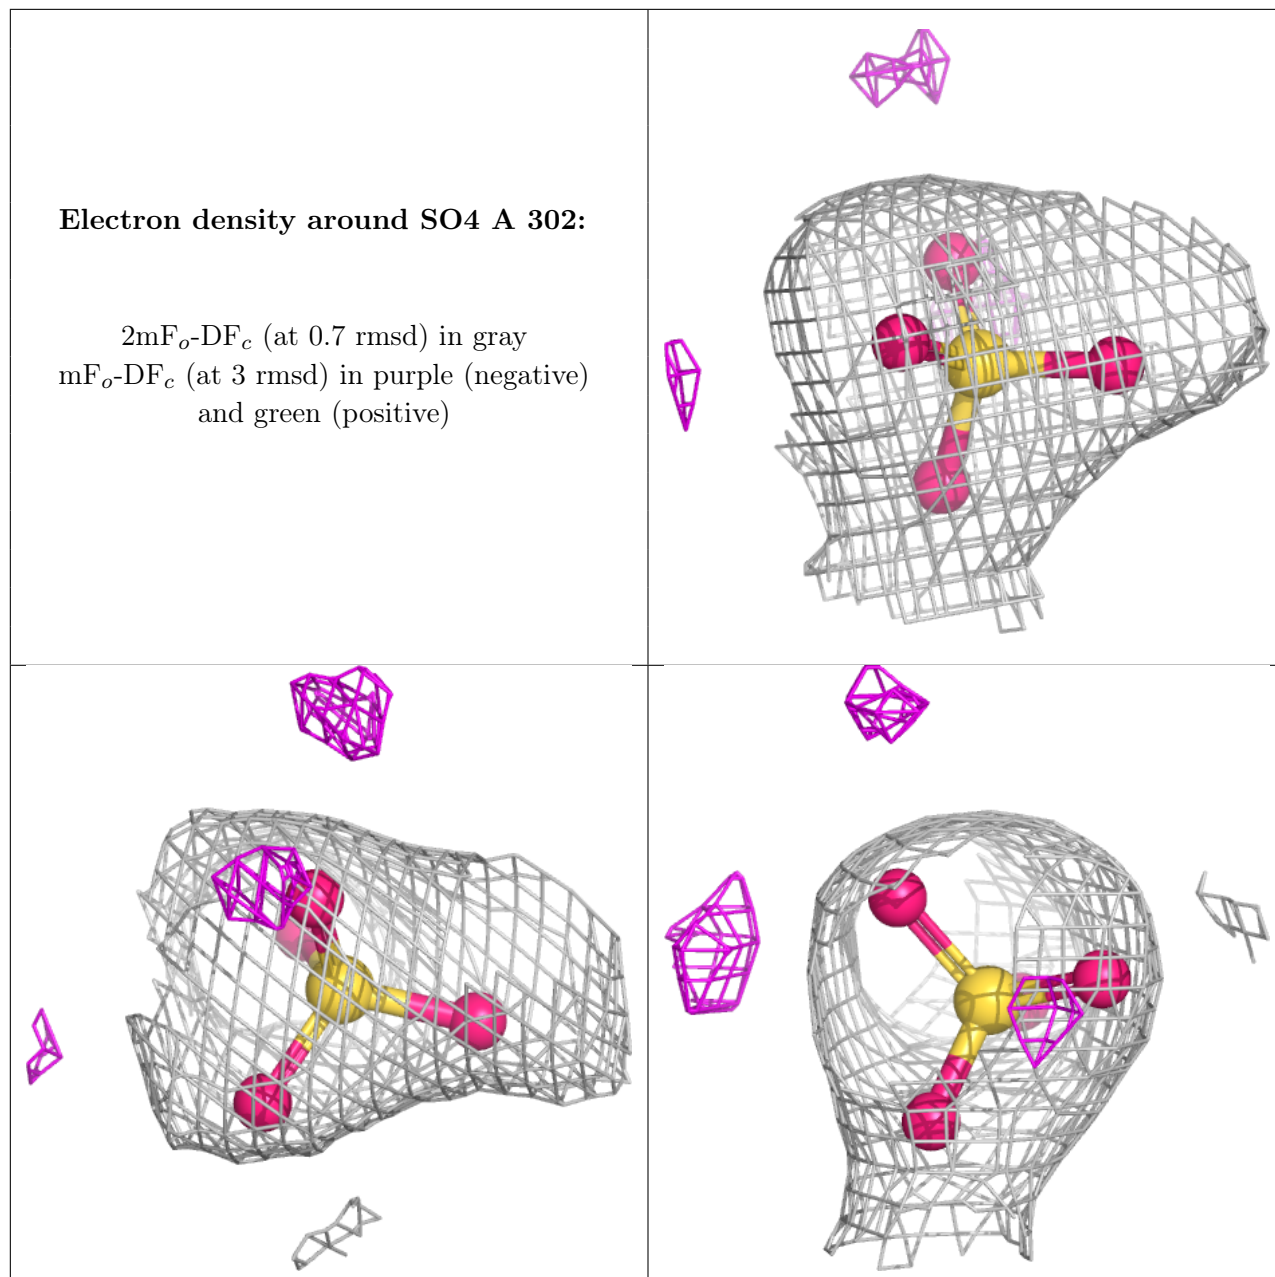 Electron density around SO4 A 302:
2mFo-DFc (at 0.7 rmsd) in gray
mFo-DFc (at 3 rmsd) in purple (negative)
and green (positive)